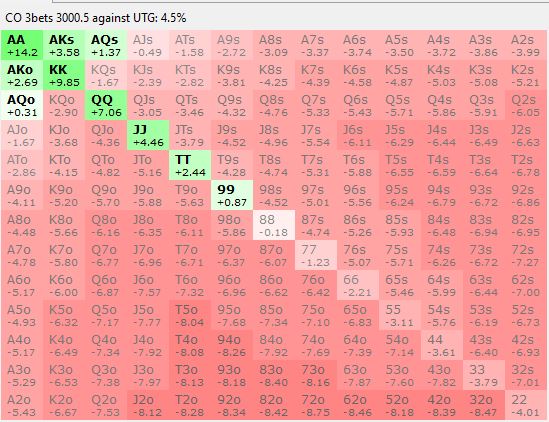 CO 3bets 3000.5 against UTG: 4.5%
AA AKs AQs AJs ATs A9s A8s A7s A6s A5s A4s A3s A2s
+14.2 +3.58 +1.37 -0.49 -1.58 -2.72 -3.09 -3.37 -3.74 -3.50 -3.72 -3.86 -3.99
AKo KK KQs KJs KTs K9s K8s K7s K6s K5s K4s K3s K2s
+2.69 +9.85 -1.67 -2.39 -2.82 -3.81 -4.25 -4.39 -4.58 -4.87 -5.03 -5.08 -5.21
AQo KQo QQ QJs QTs Q9s Q8s Q7s Q6s Q5s Q4s Q3s Q2s
+0.31 -2.90 +7.06 -3.05 -3.46 -4.32 -4.76 -5.33 -5.43 -5.71 -5.86 -5.91 -6.05
AJo KJo QJo JJ JTs J9s J8s J7s J6s J5s J4s J3s J2s
-1.67 -3.68 -4.36 +4.46 -3.79 -4.52 -4.96 -5.54 -6.11 -6.29 -6.44 -6.48 -6.63
ATo KTo QTo JTo TT T9s T8s T7s T6s T5s T4s T3s T2s
-2.86 -4.15 -4.82 -5.16 +2.44 -4.28 -4.74 -5.31 -5.88 -6.55 -6.59 -6.64 -6.78
A9o K9o Q9o J9o T9o 99 98s 97s 96s 95s 94s 93s 92s
-4.11 -5.20 -5.70 -5.88 -5.63 +0.87 -4.52 -5.01 -5.56 -6.24 -6.74 -6.79 -6.93
A8o K8o Q8o J8o T8o 98o 88 87s 86s 85s 84s 83s 82s
-4.48 -5.66 -6.16 -6.35 -6.11 -5.86 -0.18 -4.74 -5.26 -5.93 -6.48 -6.94 -6.95
A7o K7o Q7o J7o T7o 97o 87o 77 76s 75s 74s 73s 72s
-4.78 -5.80 -6.77 -6.96 -6.71 -6.37 -6.07 -1.23 -5.07 -5.71 -6.26 -6.72 -7.27
A6o K6o Q6o J6o T6o 96o 86o 76o 66 65s 64s 63s 62s
-5.17 -6.00 -6.87 -7.57 -7.32 -6.96 -6.62 -6.42 -2.21 -5.46 -5.99 -6.44 -7.00
A5o K5o Q5o J5o T5o 95o 85o 75o 65o 55 54s 53s 52s
-4.93 -6.32 -7.17 -7.77 -8.04 -7.68 -7.34 -7.10 -6.83 -3.11 -5.76 -6.19 -6.73
A4o K4o Q4o J4o T4o 94o 84o 74o 64o 54o 44 43s 42s
-5.17 -6.49 -7.34 -7.92 -8.08 -8.26 -7.92 -7.69 -7.39 -7.14 -3.61 -6.40 -6.93
A3o K3o Q3o J3o T3o 93o 83o 73o 63o 53o 43o 33 32s
-5.29 -6.53 -7.38 -7.97 -8.13 -8.18 -8.40 -8.16 -7.87 -7.60 -7.82 -3.79 -7.01
A2o K2o Q2o J2o T2o 92o 82o 72o 62o 52o 42o 32o 22
-5.43 -6.67 -7.53 -8.12 -8.28 -8.34 -8.42 -8.75 -8.46 -8.18 -8.39 -8.47 -4.01